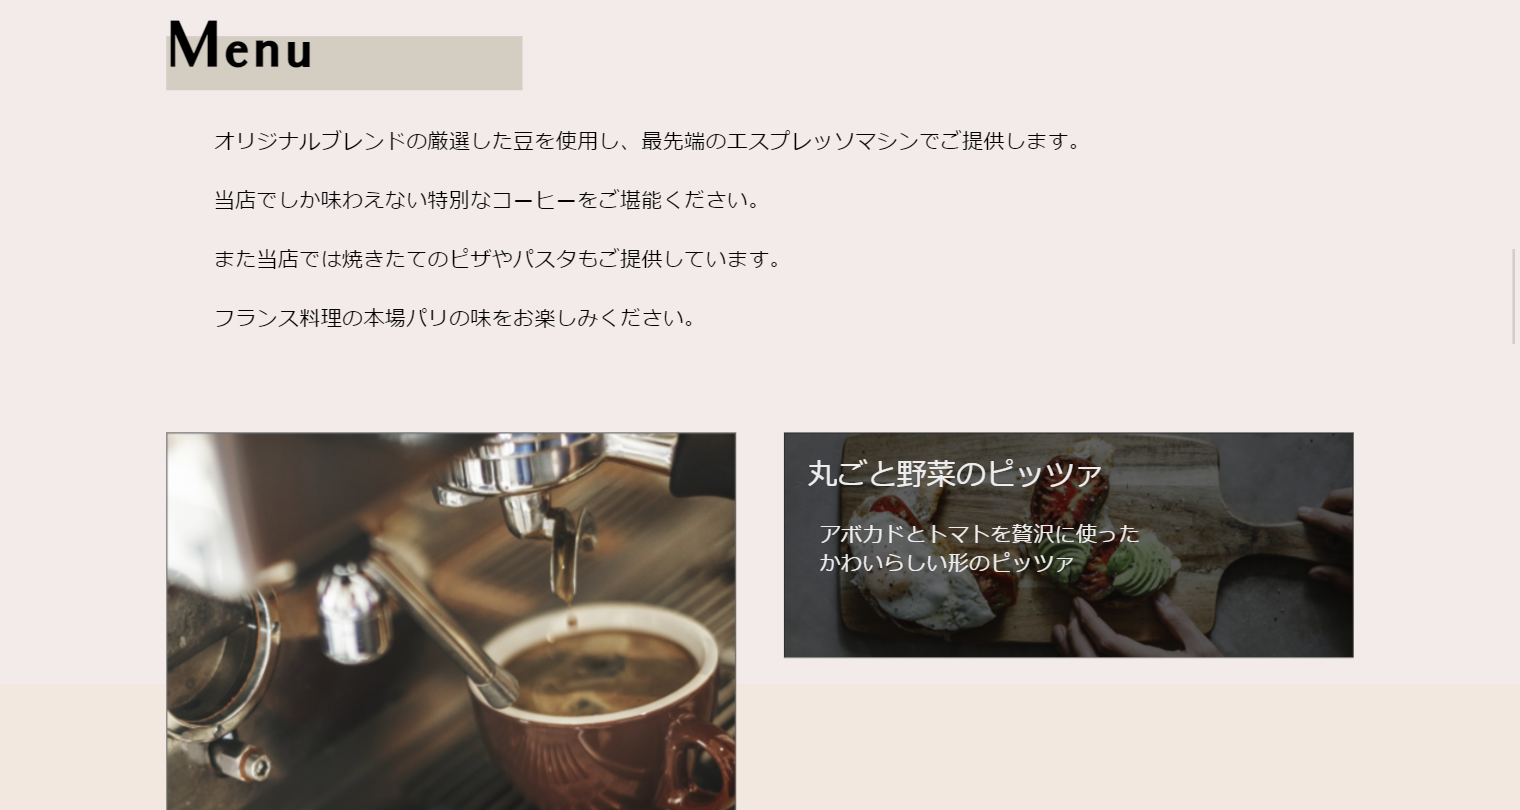 Menu
オリジナルブレンドの厳選した豆を使用し、最先端のエスプレッソマシンでご提供します。
当店でしか味わえない特別なコーヒーをご堪能ください。
また当店では焼きたてのピザやパスタもご提供しています。
フランス料理の本場パリの味をお楽しみください。
丸ごと野菜のピッツァ
アボカドとトマトを贅沢に使った
かわいらしい形のピッツァ